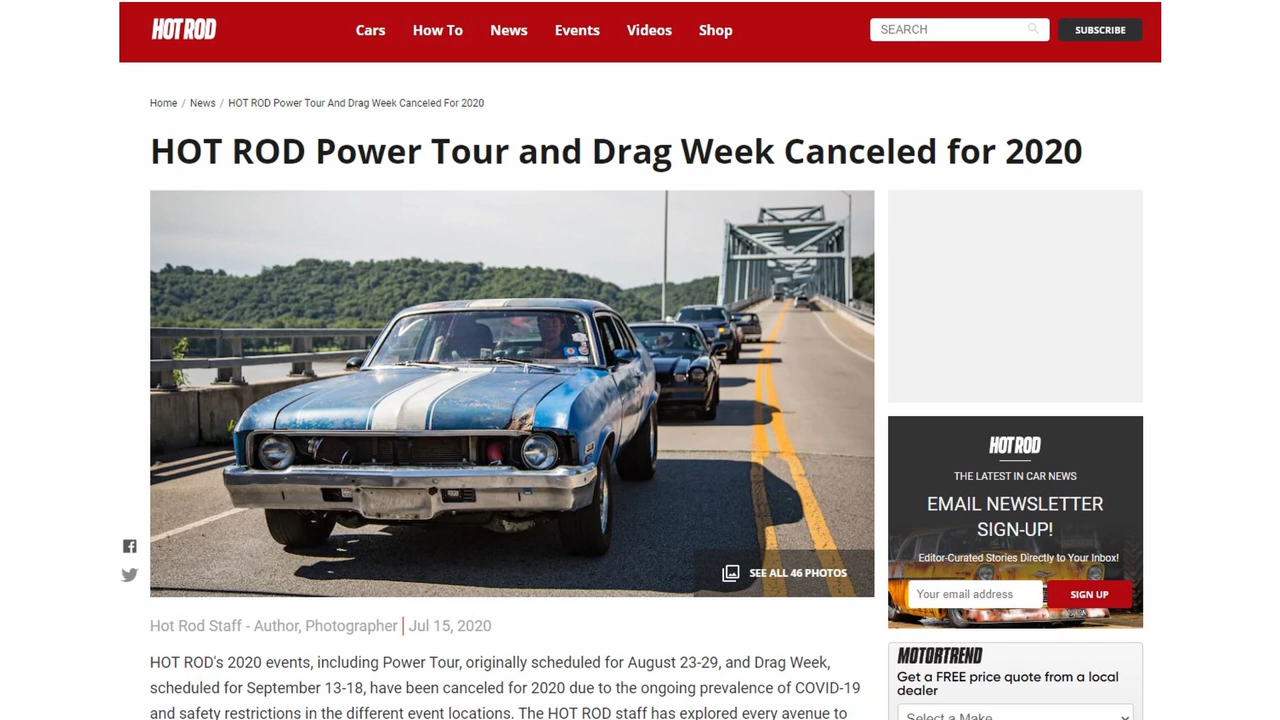 HOT ROD
Cars
How To
News
Events
Videos
Shop
SEARCH
SUBSCRIBE
Home / News / HOT ROD Power Tour And Drag Week Canceled For 2020
HOT ROD Power Tour and Drag Week Canceled for 2020
SEE ALL 46 PHOTOS
Hot Rod Staff - Author, Photographer | Jul 15, 2020
HOT ROD's 2020 events, including Power Tour, originally scheduled for August 23-29, and Drag Week,
scheduled for September 13-18, have been canceled for 2020 due to the ongoing prevalence of COVID-19
and safety restrictions in the different event locations. The HOT ROD staff has explored every avenue to
HOT ROD
THE LATEST IN CAR NEWS
EMAIL NEWSLETTER
SIGN-UP!
Editor-Curated Stories Directly to Your Inbox!
Your email address
SIGN UP
MOTORTREND
Get a FREE price quote from a local
dealer
Select a Make